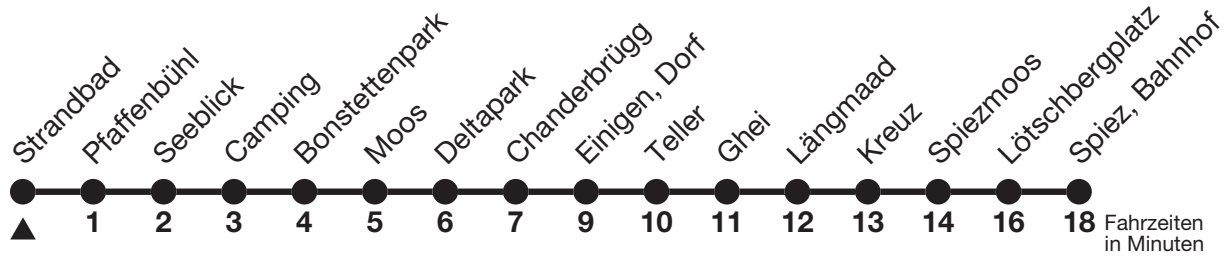 Strandbad
Pfaffenbühl
Seeblick
Camping
Bonstettenpark
Moos
Deltapark
Chanderbrügg
Einigen, Dorf
Teller
Ghei
Längmaad
Kreuz
Spiezmoos
Lötschbergplatz
Spiez, Bahnhof
1 2 3 4 5 6 7 9 10 11 12 13 14 16 18 Fahrzeiten
in Minuten